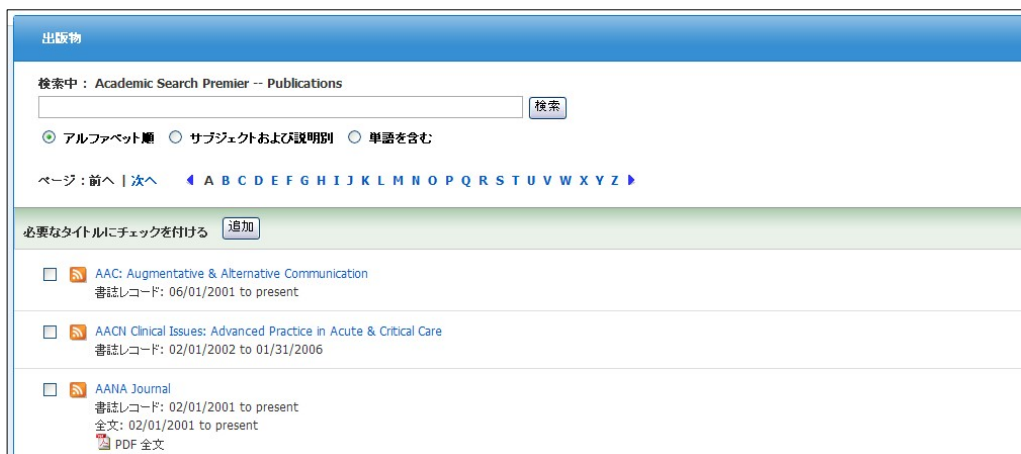 出版物
検索中 : Academic Search Premier -- Publications
検索
アルファベット順 サブジェクトおよび説明別 単語を含む
ページ : 前へ | 次へ A B C D E F G H I J K L M N O P Q R S T U V W X Y Z
必要なタイトルにチェックを付ける 追加
AAC: Augmentative & Alternative Communication
書誌レコード: 06/01/2001 to present
AACN Clinical Issues: Advanced Practice in Acute & Critical Care
書誌レコード: 02/01/2002 to 01/31/2006
AANA Journal
書誌レコード: 02/01/2001 to present
全文: 02/01/2001 to present
PDF 全文